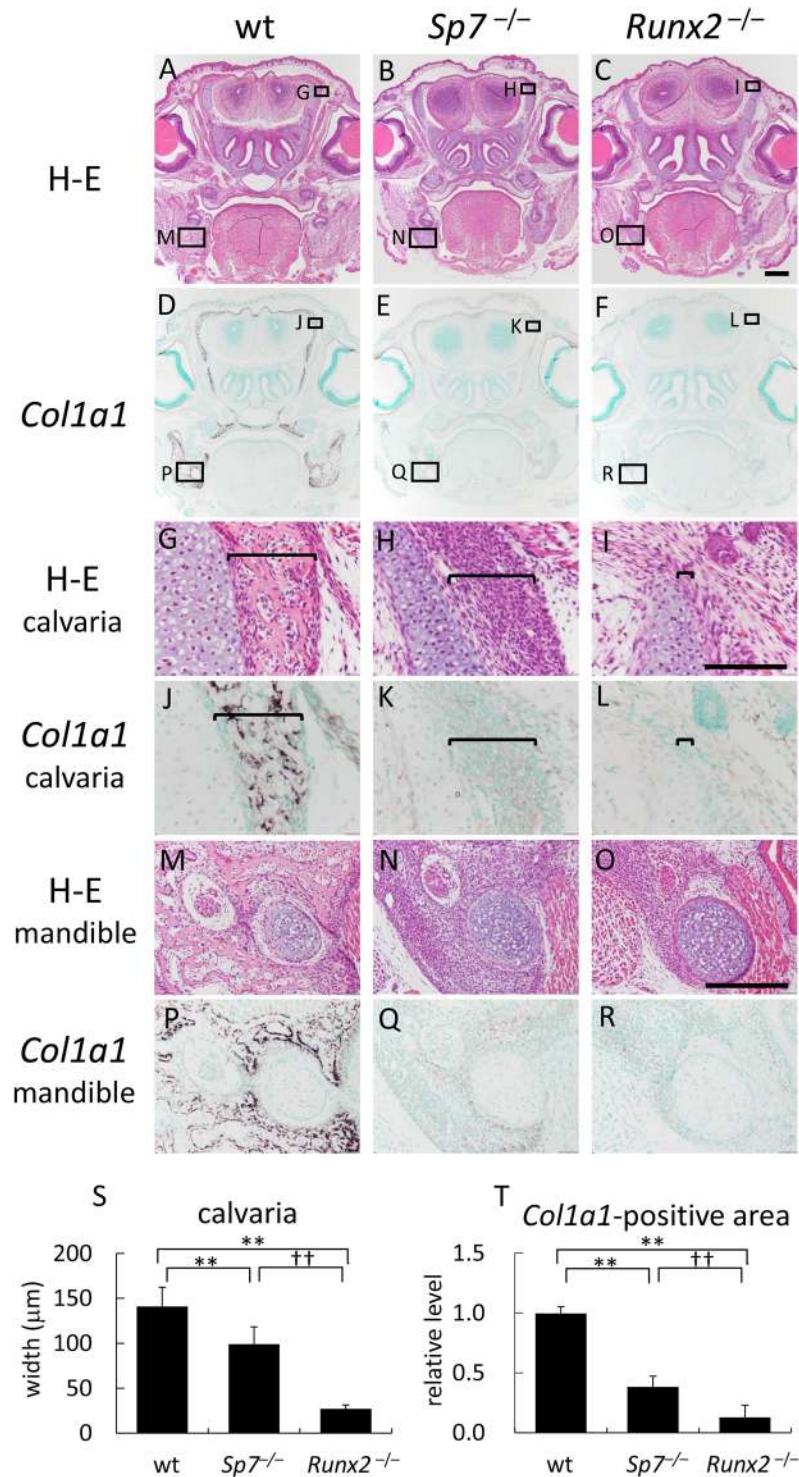 wt Sp7 −/− Runx2 −/−
H-E
A G B H C I
M N O
Col1a1
D J E K F L
P Q R
H-E
calvaria
G H I
Col1a1
calvaria
J K L
H-E
mandible
M N O
Col1a1
mandible
P Q R
S
calvaria
width (μm)
200
150
100
50
0
** ** ††
wt Sp7−/− Runx2 −/−
T
Col1a1-positive area
relative level
1.5
1.0
0.5
0.0
** ** ††
wt Sp7−/− Runx2 −/−